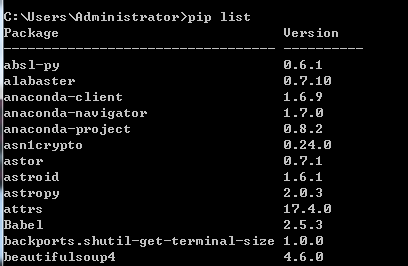 C:\Users\Administrator>pip list
Package                            Version
---------------------------------- ----------
absl-py                            0.6.1
alabaster                          0.7.10
anaconda-client                    1.6.9
anaconda-navigator                 1.7.0
anaconda-project                   0.8.2
asn1crypto                         0.24.0
astor                              0.7.1
astroid                            1.6.1
astropy                            2.0.3
attrs                              17.4.0
Babel                              2.5.3
backports.shutil-get-terminal-size 1.0.0
beautifulsoup4                     4.6.0